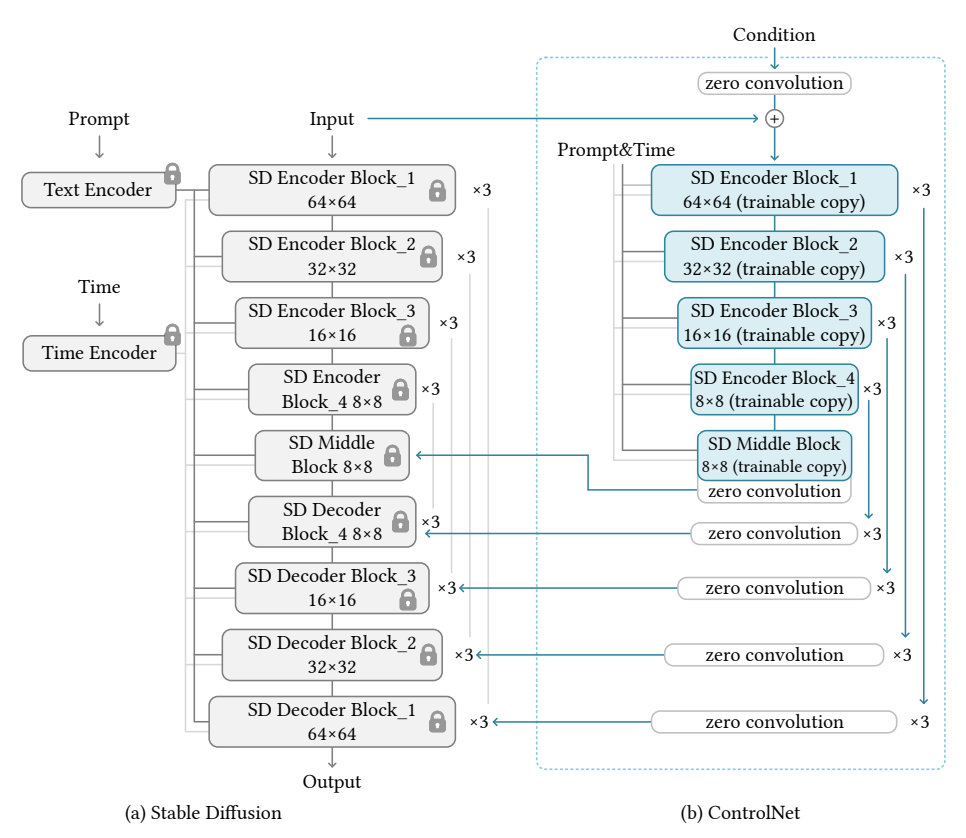 Condition
zero convolution
Prompt
Input
+
Prompt&Time
Text Encoder
SD Encoder Block_1
64×64
×3
SD Encoder Block_1
64×64 (trainable copy)
×3
SD Encoder Block_2
32×32
×3
SD Encoder Block_2
32×32 (trainable copy)
×3
Time
SD Encoder Block_3
16×16
×3
SD Encoder Block_3
16×16 (trainable copy)
×3
Time Encoder
SD Encoder
Block_4 8×8
×3
SD Encoder Block_4
8×8 (trainable copy)
×3
SD Middle
Block 8×8
SD Middle Block
8×8 (trainable copy)
zero convolution
SD Decoder
Block_4 8×8
×3
zero convolution
×3
SD Decoder Block_3
16×16
×3
zero convolution
×3
SD Decoder Block_2
32×32
×3
zero convolution
×3
SD Decoder Block_1
64×64
×3
zero convolution
×3
Output
(a) Stable Diffusion
(b) ControlNet